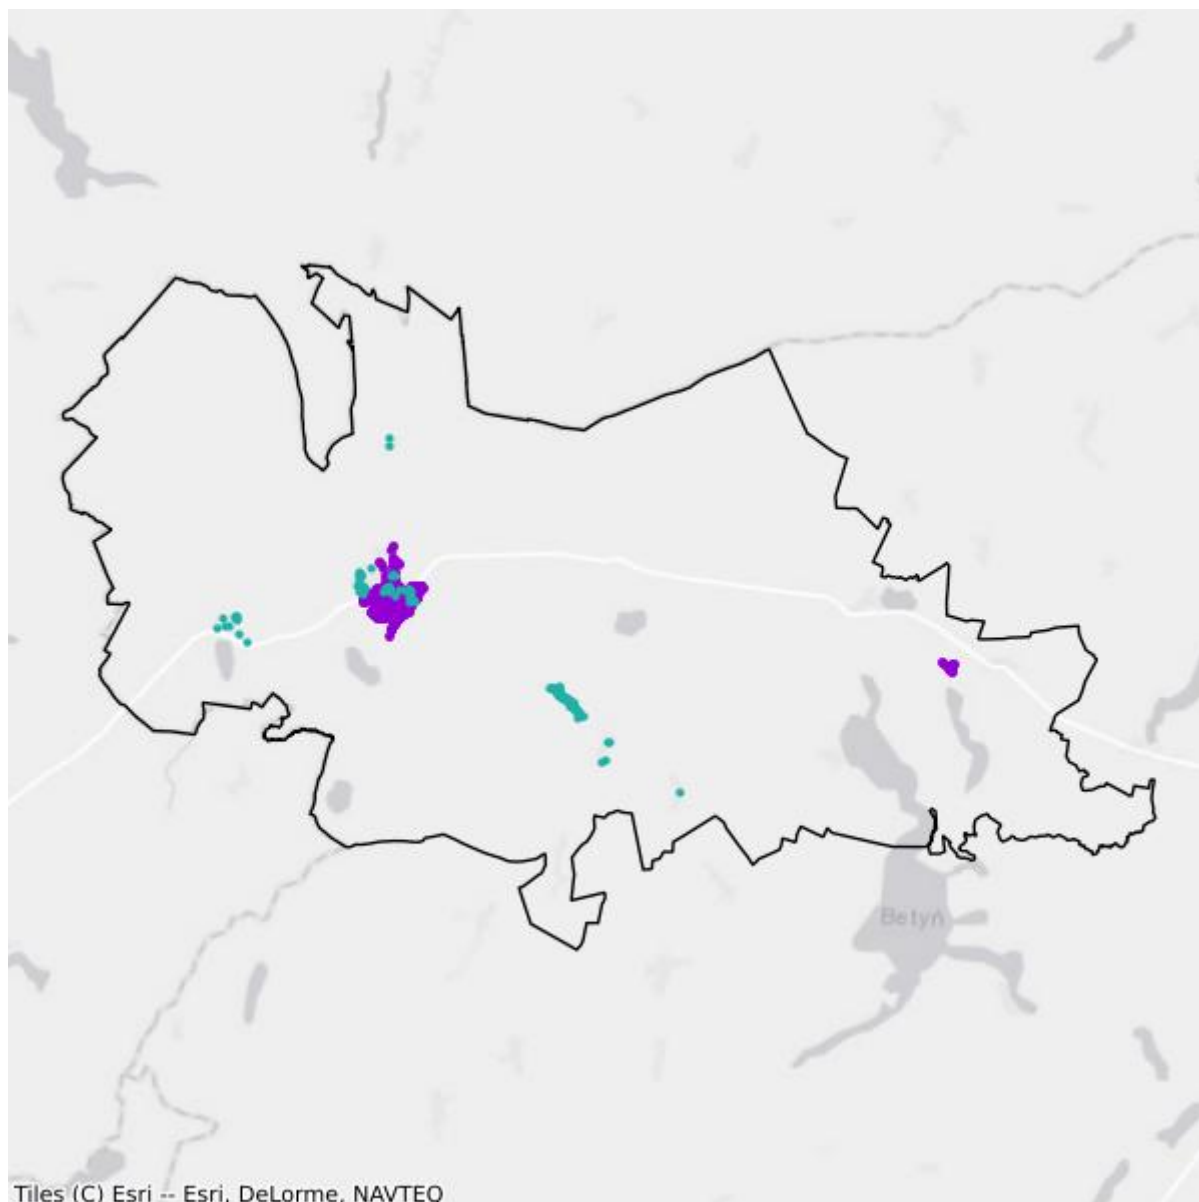 Betyń
Tiles (C) Esri -- Esri, DeLorme, NAVTEQ